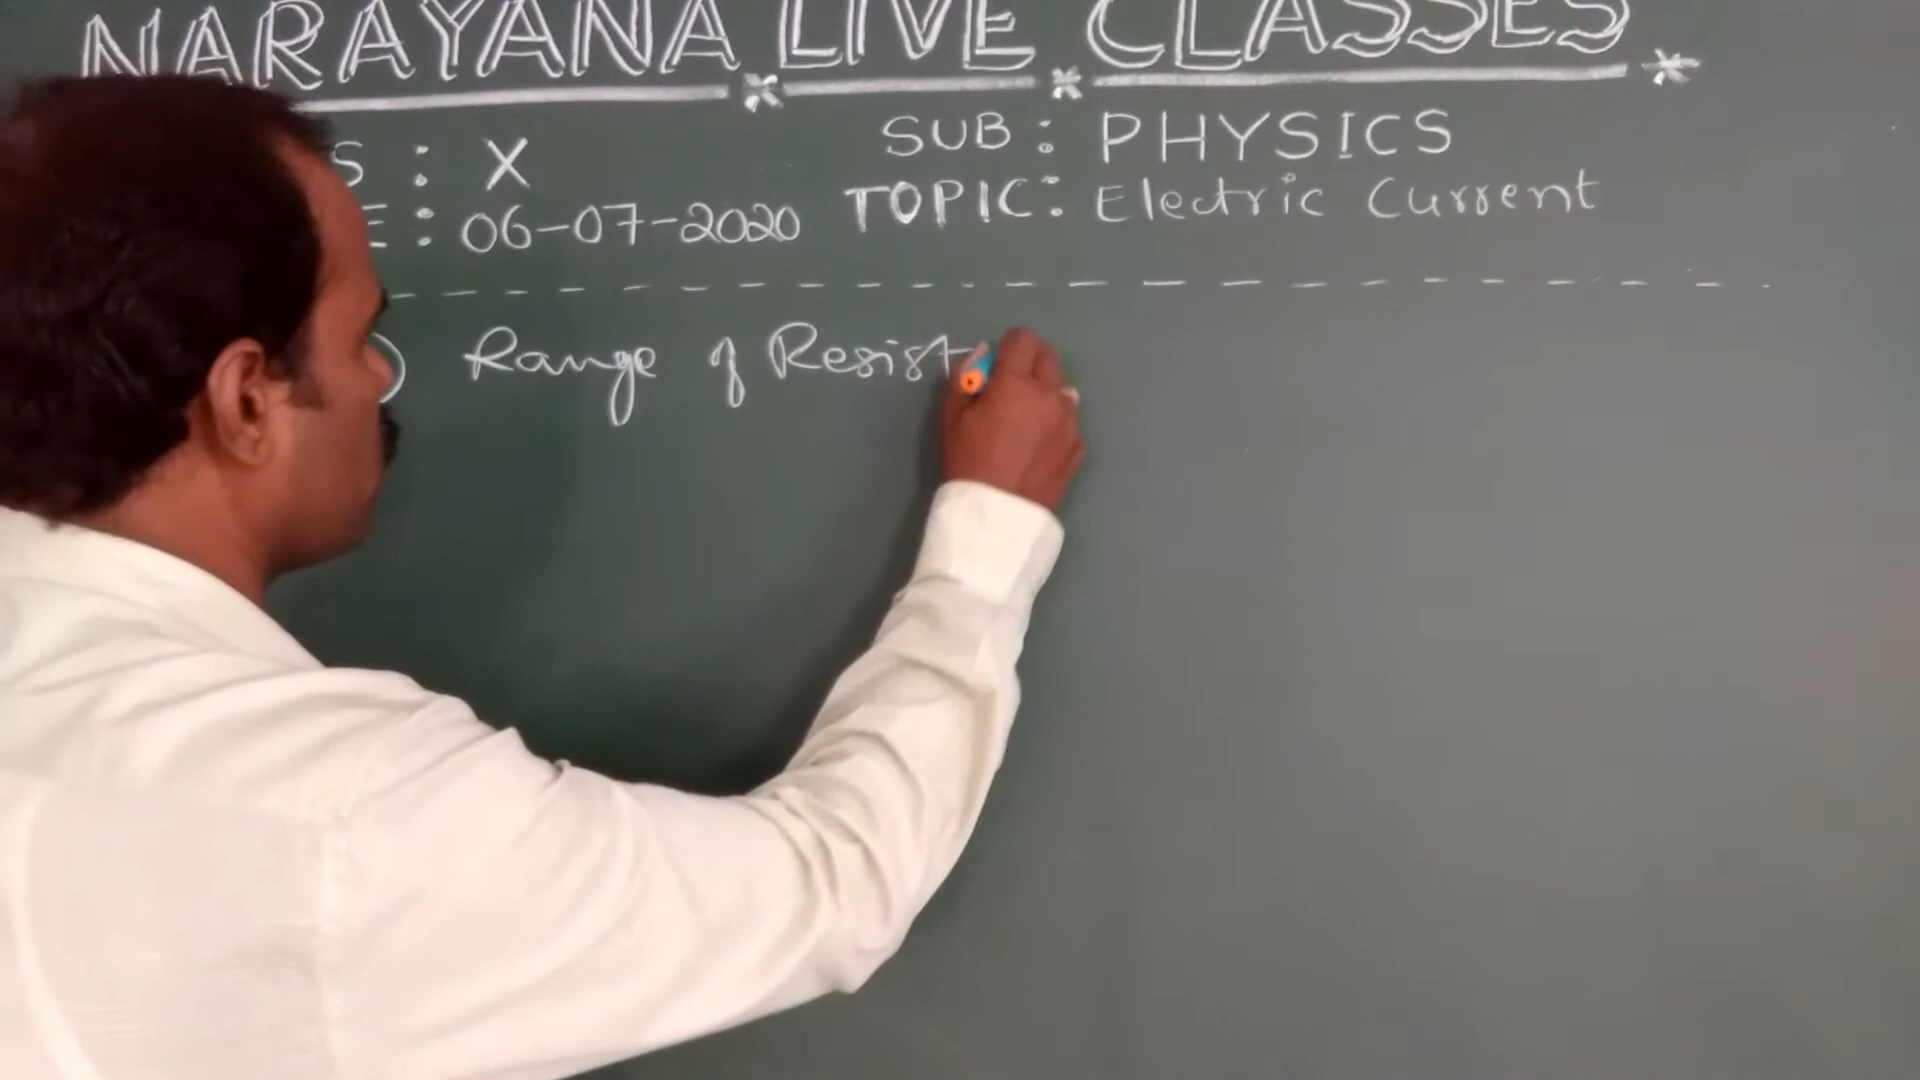 NARAYANA LIVE CLASSES
S : X
SUB : PHYSICS
E : 06-07-2020
TOPIC : Electric Current
) Range of Resist